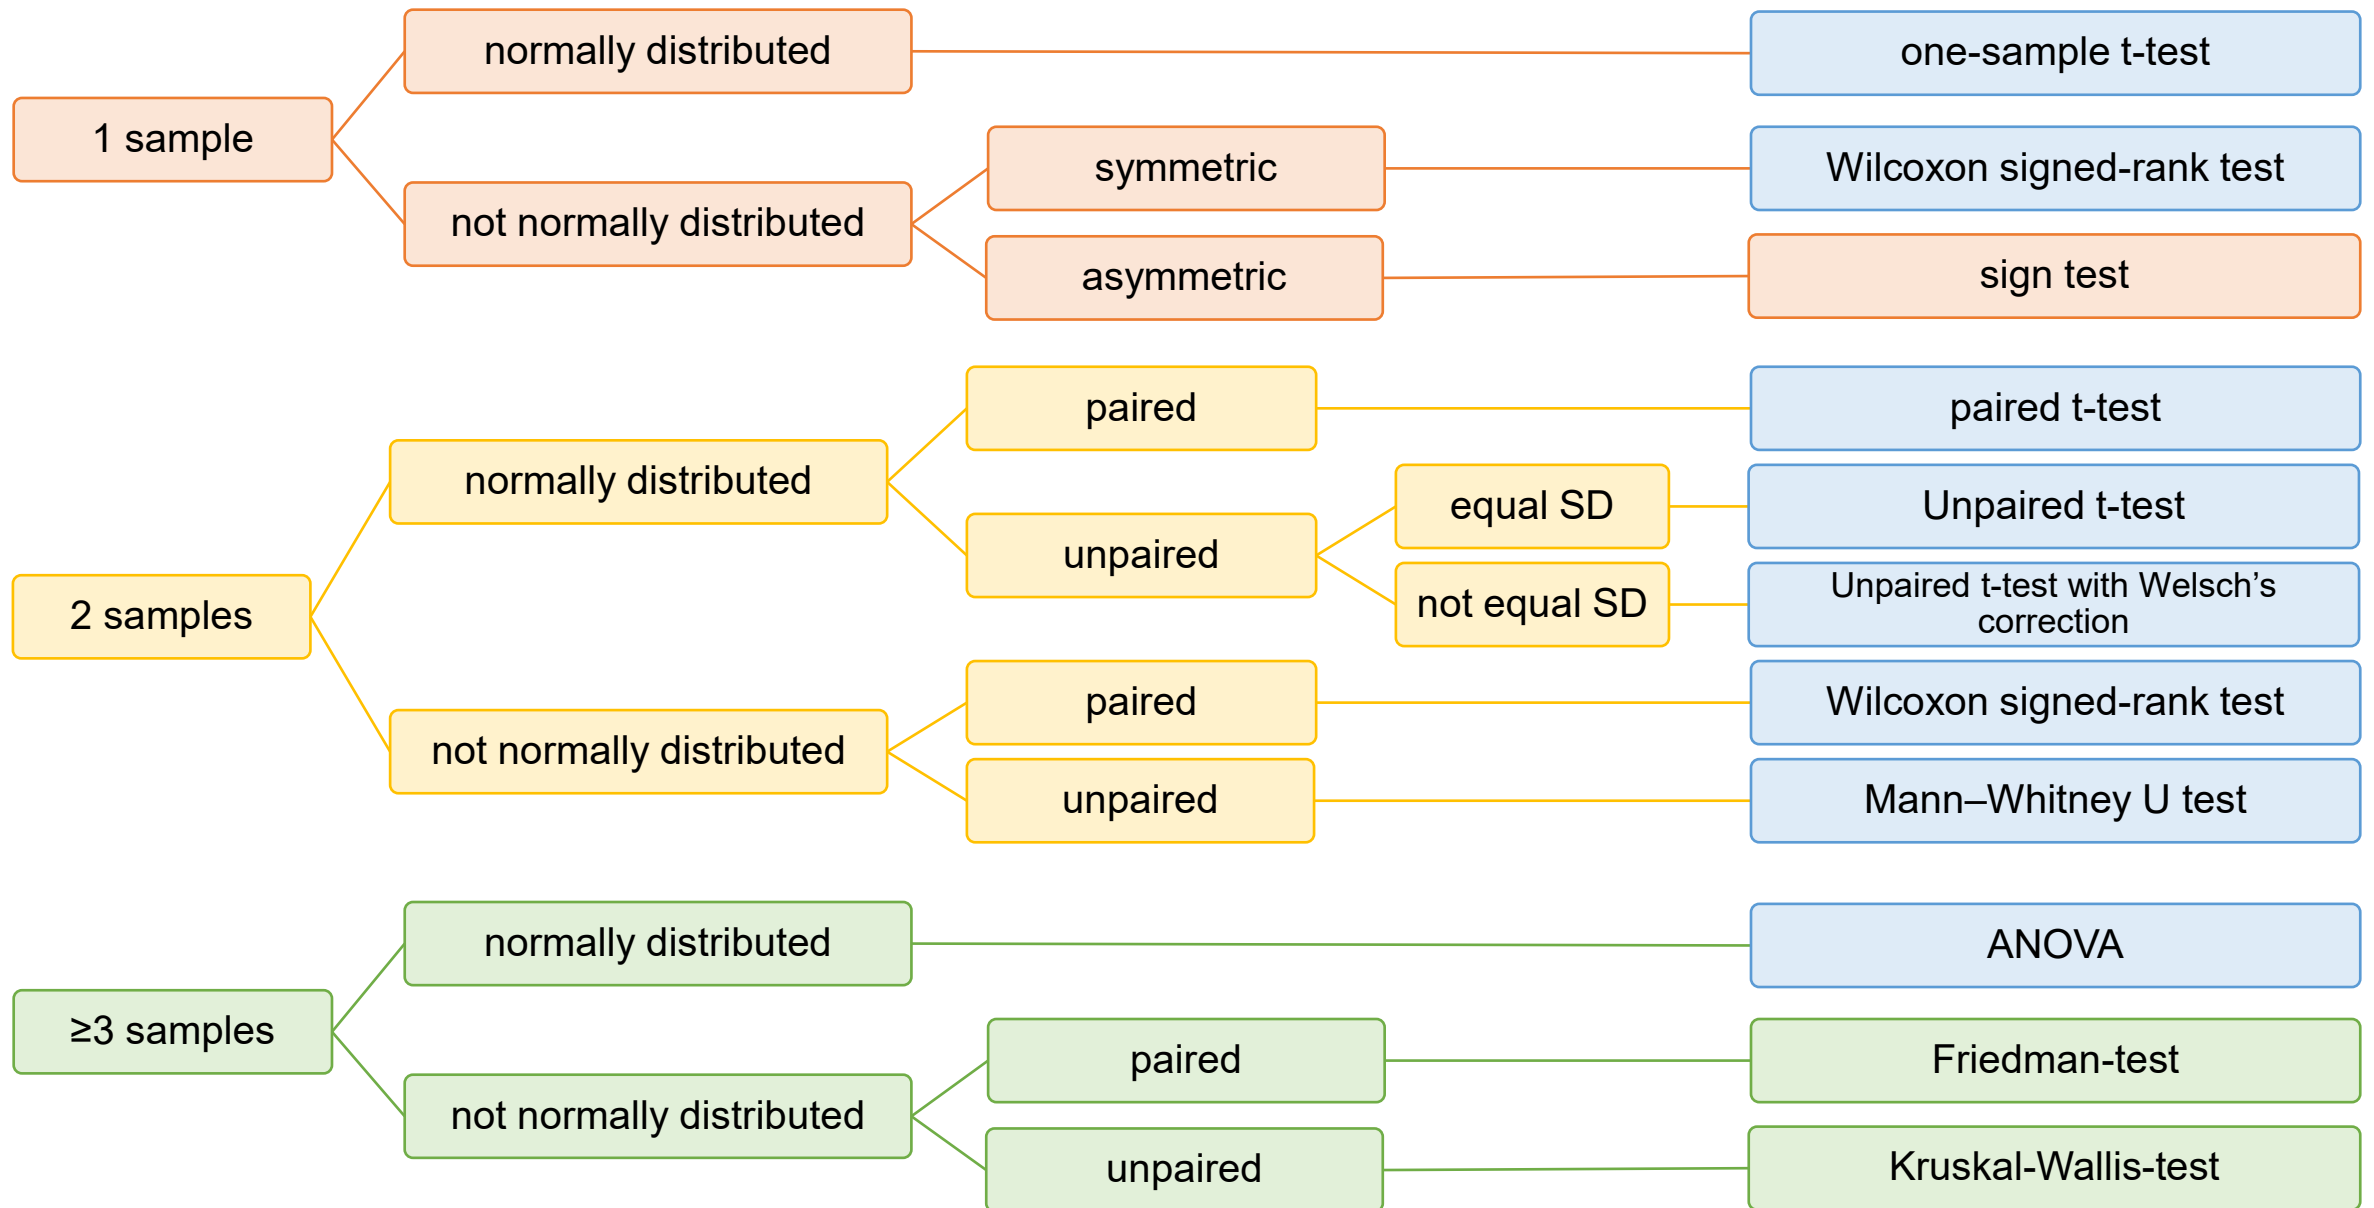 normally distributed
one-sample t-test
1 sample
symmetric
Wilcoxon signed-rank test
not normally distributed
asymmetric
sign test
paired
paired t-test
normally distributed
equal SD
Unpaired t-test
unpaired
not equal SD
Unpaired t-test with Welsch’s
correction
2 samples
paired
Wilcoxon signed-rank test
not normally distributed
unpaired
Mann–Whitney U test
normally distributed
ANOVA
≥3 samples
paired
Friedman-test
not normally distributed
unpaired
Kruskal-Wallis-test